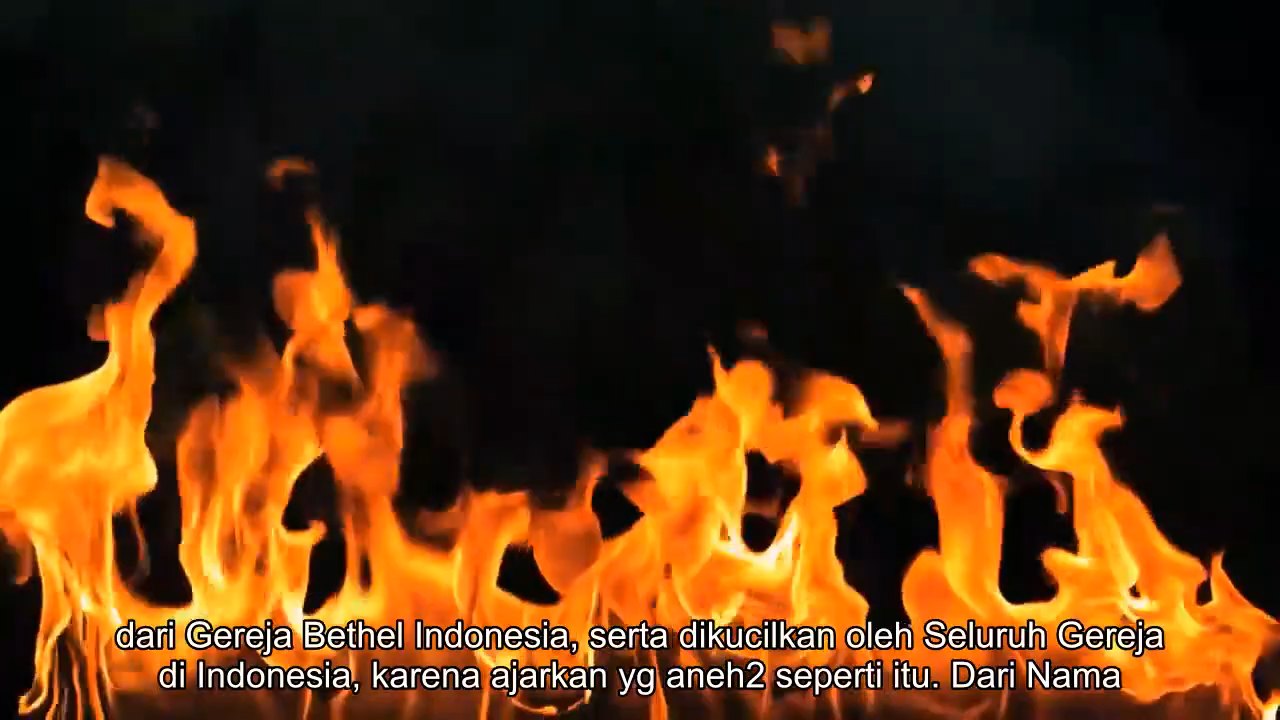 dari Gereja Bethel Indonesia, serta dikucilkan oleh Seluruh Gereja
di Indonesia, karena ajarkan yg aneh2 seperti itu. Dari Nama